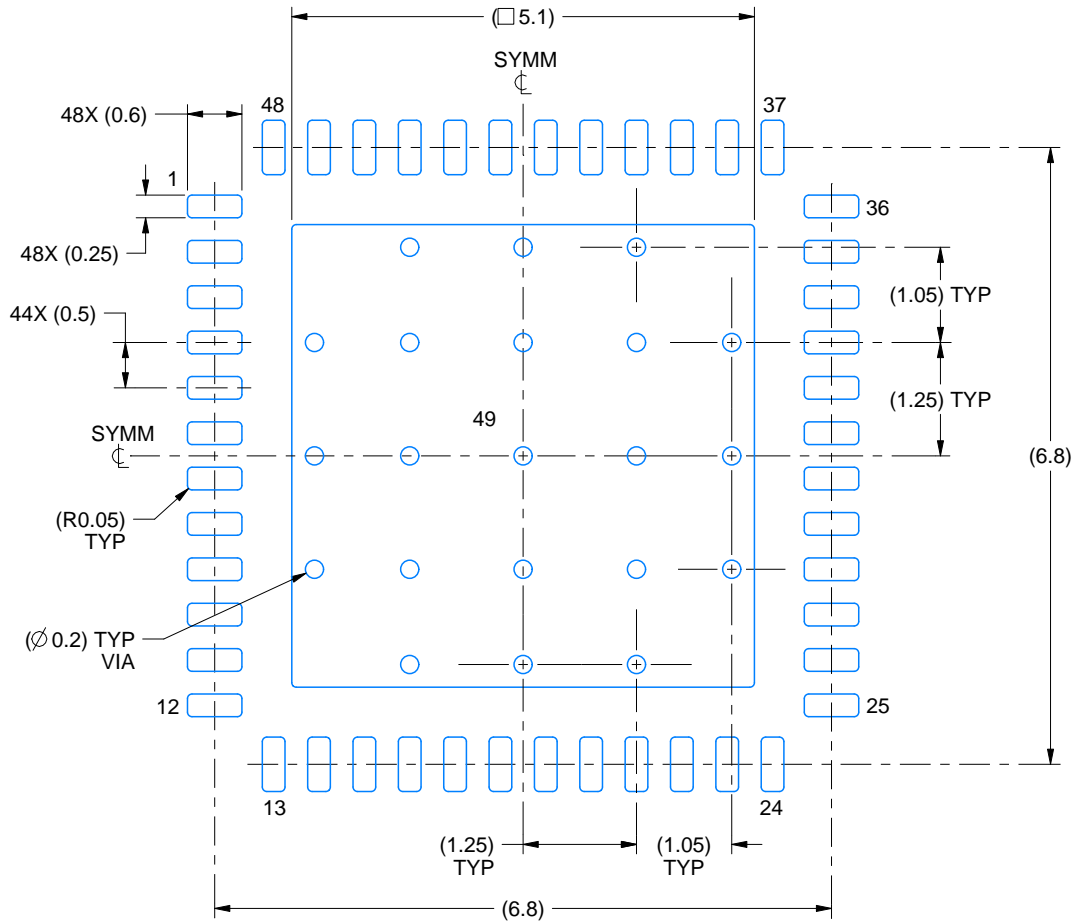 (□ 5.1)
SYMM
℄
48X (0.6)
48
37
1
36
48X (0.25)
44X (0.5)
(1.05) TYP
(1.25) TYP
49
SYMM
℄
(6.8)
(R0.05)
TYP
(∅ 0.2) TYP
VIA
12
25
13
24
(1.25)
TYP
(1.05)
TYP
(6.8)